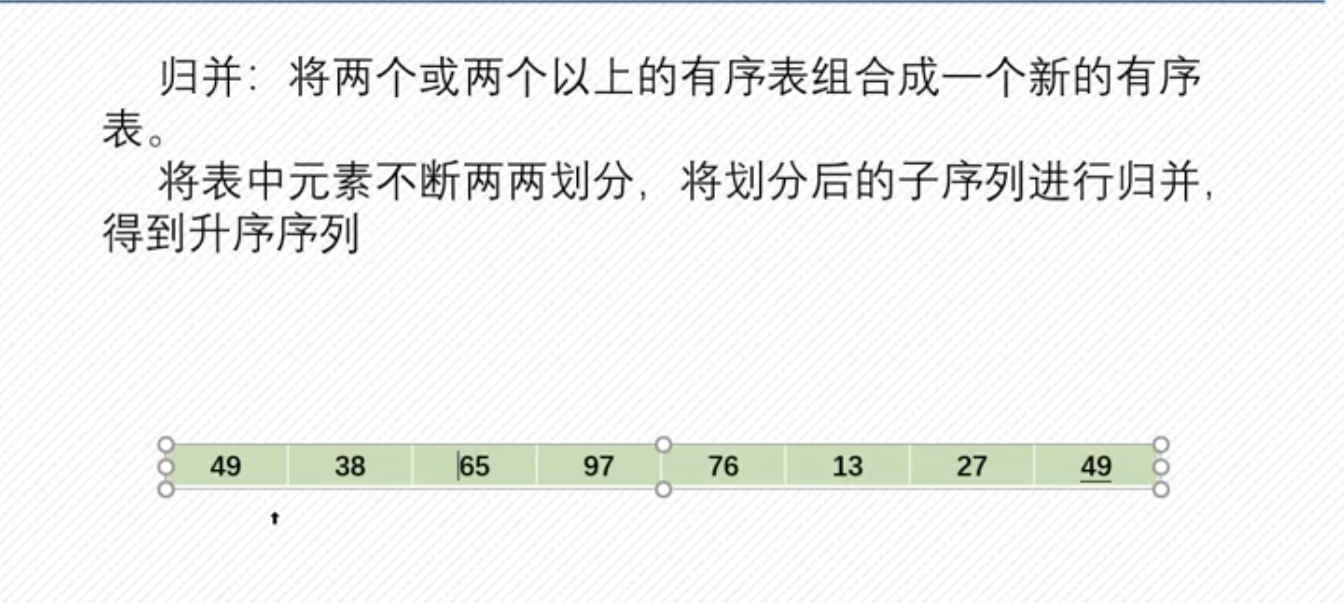 归并：将两个或两个以上的有序表组合成一个新的有序
表。
将表中元素不断两两划分，将划分后的子序列进行归并，
得到升序序列
49 38 65 97 76 13 27 49